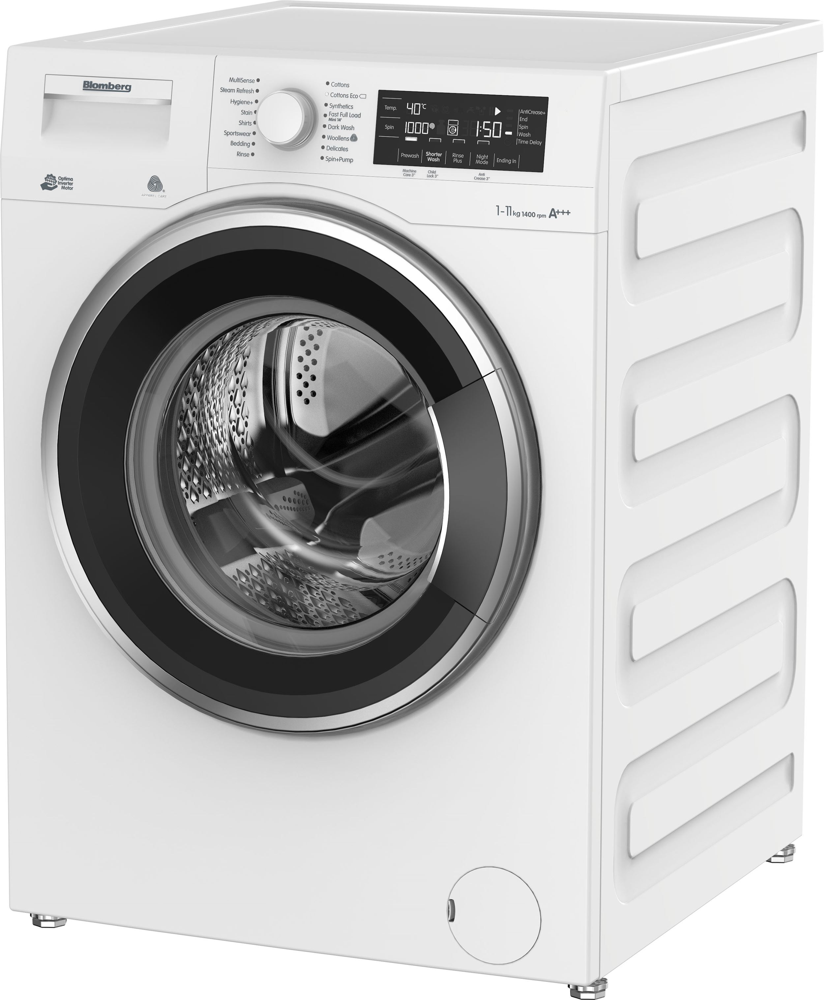 Blomberg
Optima
Inverter
Motor
APPAREL CARE
MultiSense
Steam Refresh
Hygiene+
Stain
Shirts
Sportswear
Bedding
Rinse
Cottons
Cottons Eco
Synthetics
Fast Full Load
Mini 14'
Dark Wash
Woollens
Delicates
Spin+Pump
Temp.
40°C
Spin
1000
1:50
AntiCrease+
End
Spin
Wash
Time Delay
Prewash
Shorter
Wash
Rinse
Plus
Night
Mode
Ending In
Machine
Care 3"
Child
Lock 3"
Anti
Crease 3"
1-11kg 1400 rpm A+++